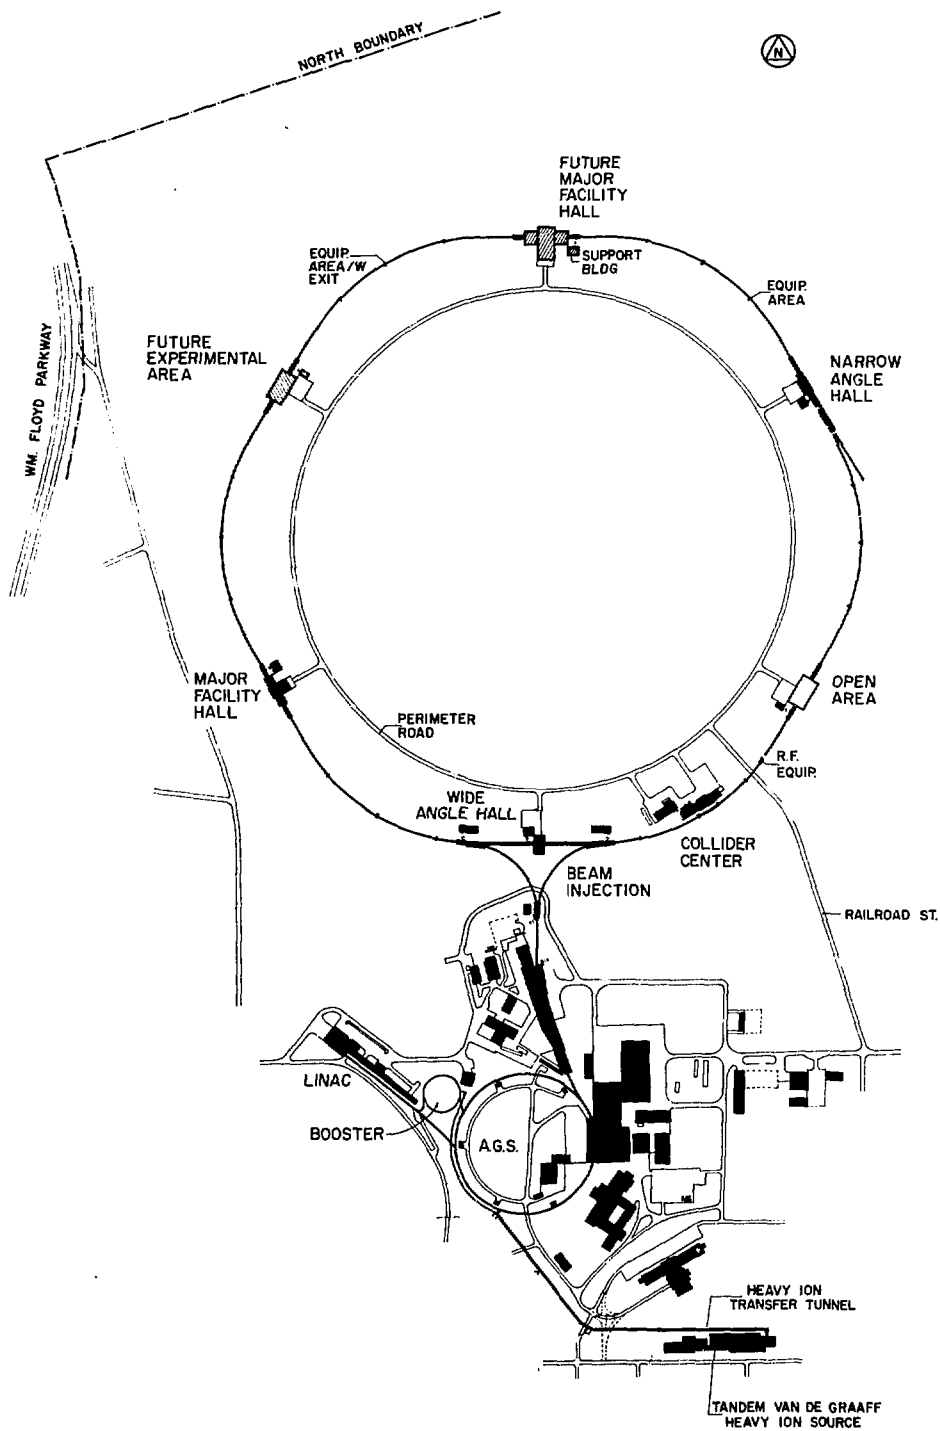 NORTH BOUNDARY
N
FUTURE
MAJOR
FACILITY
HALL
EQUIP.
AREA/W
EXIT
SUPPORT
BLDG
EQUIP.
AREA
WM. FLOYD PARKWAY
FUTURE
EXPERIMENTAL
AREA
NARROW
ANGLE
HALL
MAJOR
FACILITY
HALL
OPEN
AREA
PERIMETER
ROAD
R.F.
EQUIP.
WIDE
ANGLE HALL
COLLIDER
CENTER
BEAM
INJECTION
RAILROAD ST.
LINAC
BOOSTER
A.G.S.
HEAVY ION
TRANSFER TUNNEL
TANDEM VAN DE GRAAFF
HEAVY ION SOURCE